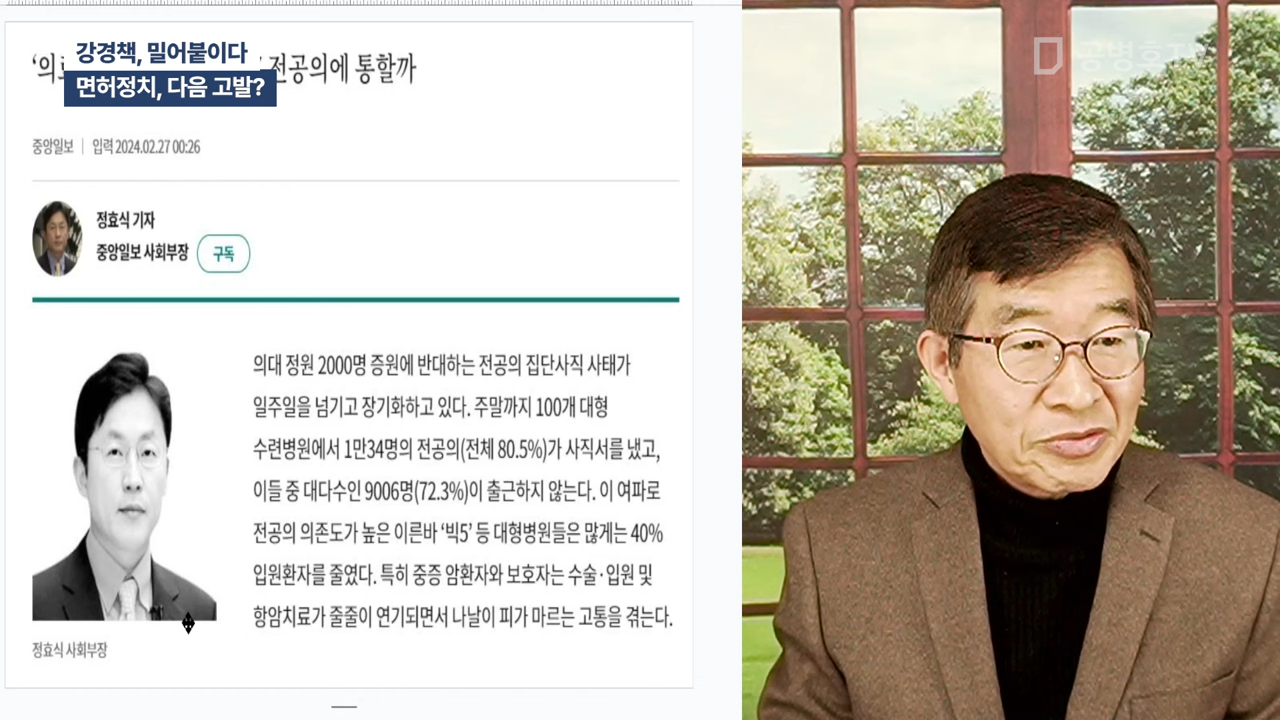 강경책, 밀어붙이다
면허정치, 다음 고발?
‘의
전공의에 통할까
중앙일보 | 입력 2024.02.27 00:26
정효식 기자
중앙일보 사회부장
구독
의대 정원 2000명 증원에 반대하는 전공의 집단사직 사태가
일주일을 넘기고 장기화하고 있다. 주말까지 100개 대형
수련병원에서 1만34명의 전공의(전체 80.5%)가 사직서를 냈고,
이들 중 대다수인 9006명(72.3%)이 출근하지 않는다. 이 여파로
전공의 의존도가 높은 이른바 ‘빅5’ 등 대형병원들은 많게는 40%
입원환자를 줄였다. 특히 중증 암환자와 보호자는 수술·입원 및
항암치료가 줄줄이 연기되면서 나날이 피가 마르는 고통을 겪는다.
정효식 사회부장
공병호